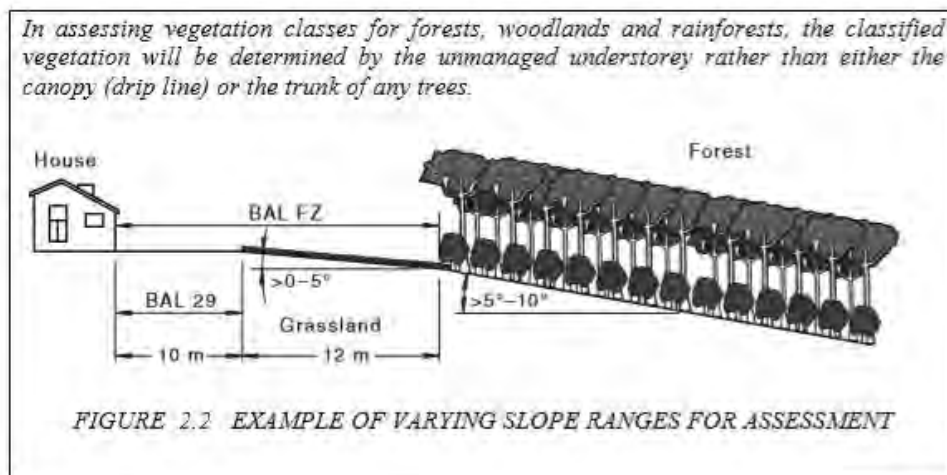 In assessing vegetation classes for forests, woodlands and rainforests, the classified
vegetation will be determined by the unmanaged understorey rather than either the
canopy (drip line) or the trunk of any trees.
House
Forest
BAL FZ
>0–5°
>5°–10°
BAL 29
Grassland
10 m
12 m
FIGURE 2.2 EXAMPLE OF VARYING SLOPE RANGES FOR ASSESSMENT